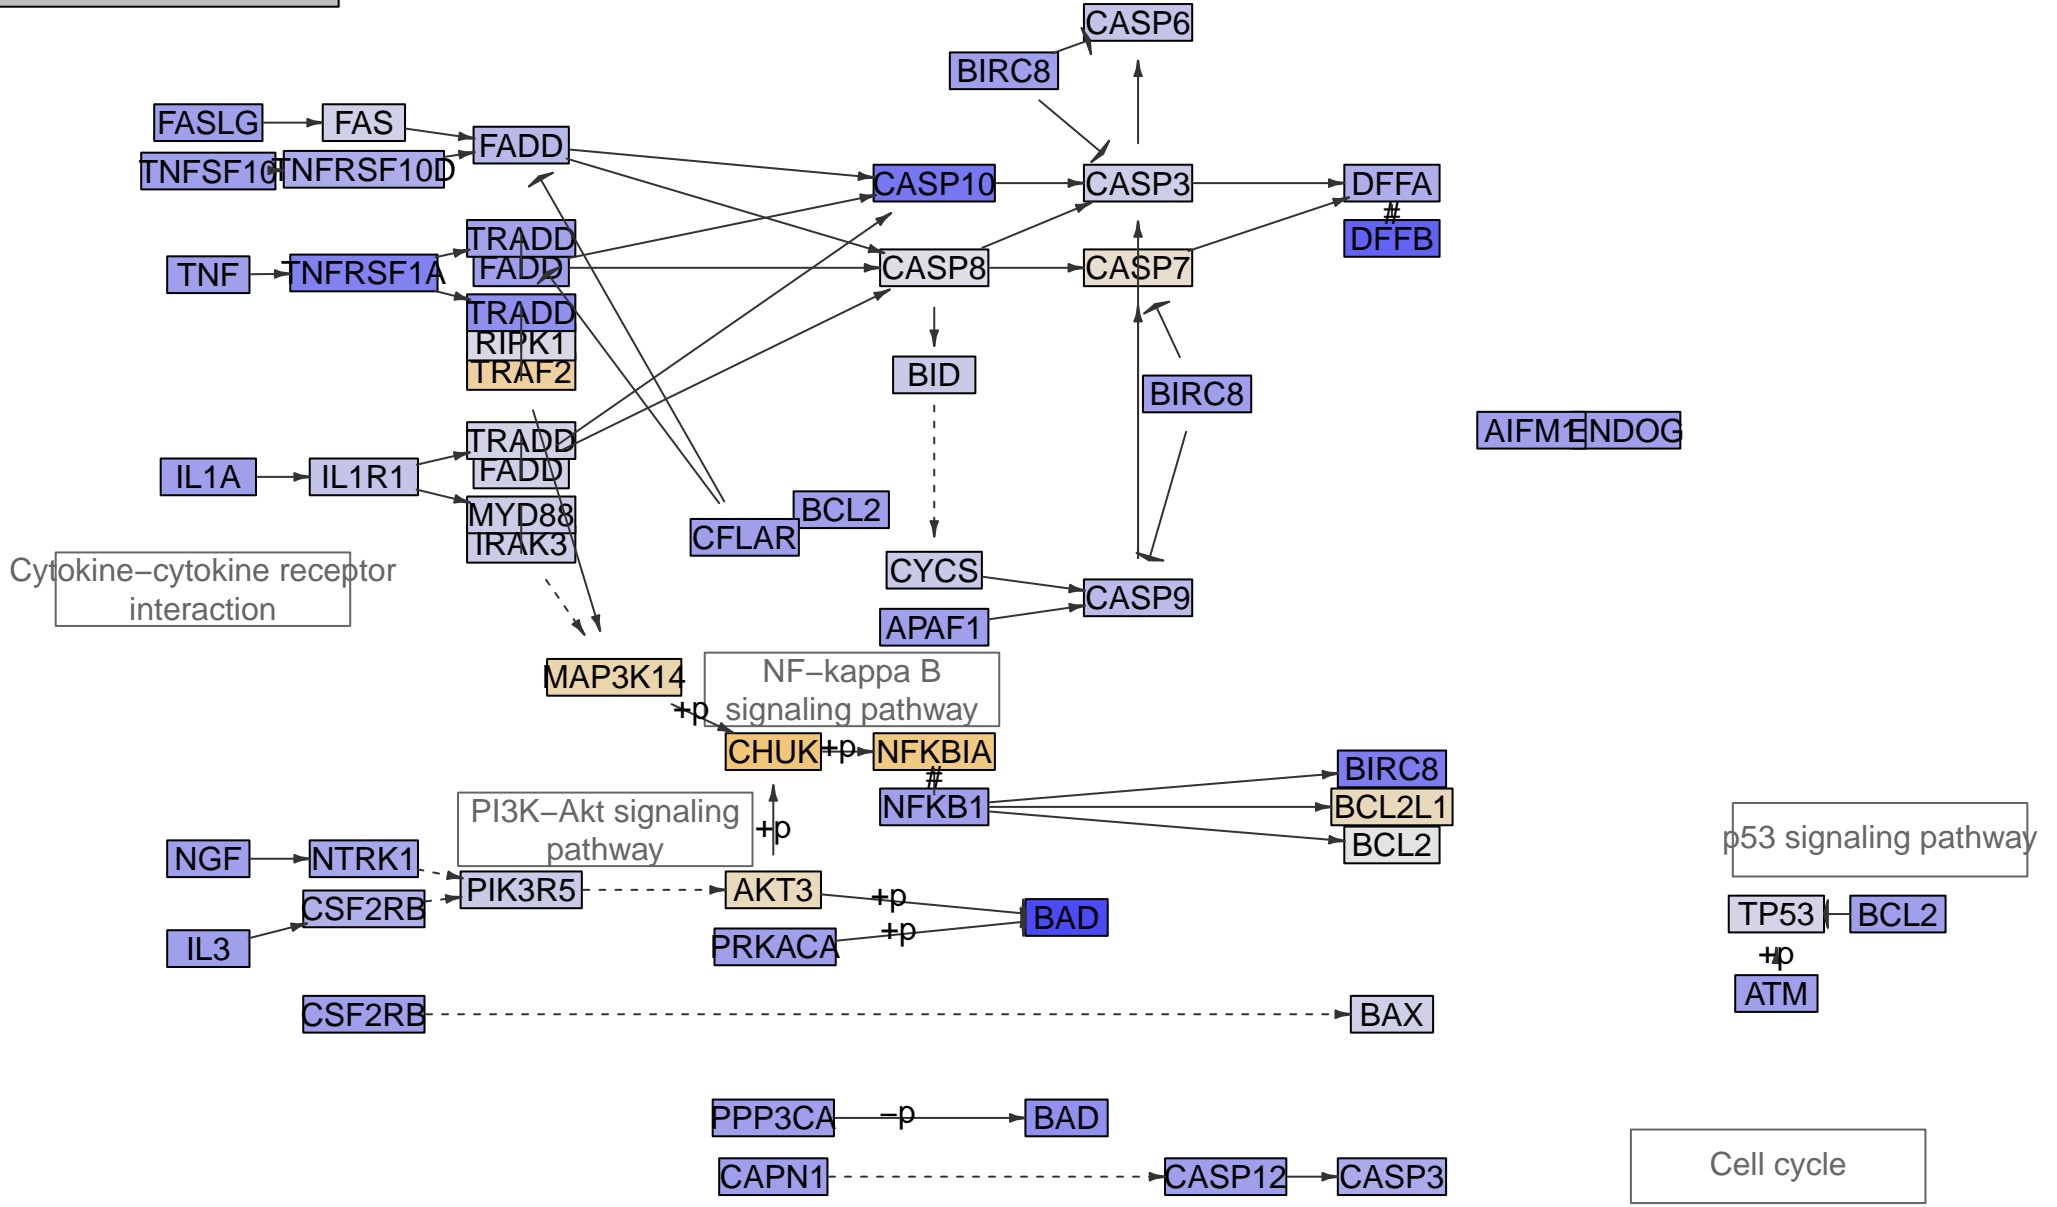 CASP6
BIRC8
FASLG
FAS
FADD
TNFSF10
TNFRSF10D
CASP10
CASP3
DFFA
#
DFFB
TRADD
FADD
TNF
TNFRSF1A
CASP8
CASP7
TRADD
RIPK1
TRAF2
BID
BIRC8
AIFM1
ENDOG
TRADD
FADD
IL1A
IL1R1
MYD88
IRAK3
BCL2
CFLAR
Cytokine–cytokine receptor
interaction
CYCS
CASP9
APAF1
MAP3K14
NF–kappa B
signaling pathway
+p
CHUK
+p
NFKBIA
#
NFKB1
BIRC8
BCL2L1
BCL2
PI3K–Akt signaling
pathway
+p
p53 signaling pathway
NGF
NTRK1
PIK3R5
AKT3
+p
CSF2RB
BAD
TP53
BCL2
IL3
PRKACA
+p
+p
ATM
CSF2RB
BAX
PPP3CA
–p
BAD
Cell cycle
CAPN1
CASP12
CASP3